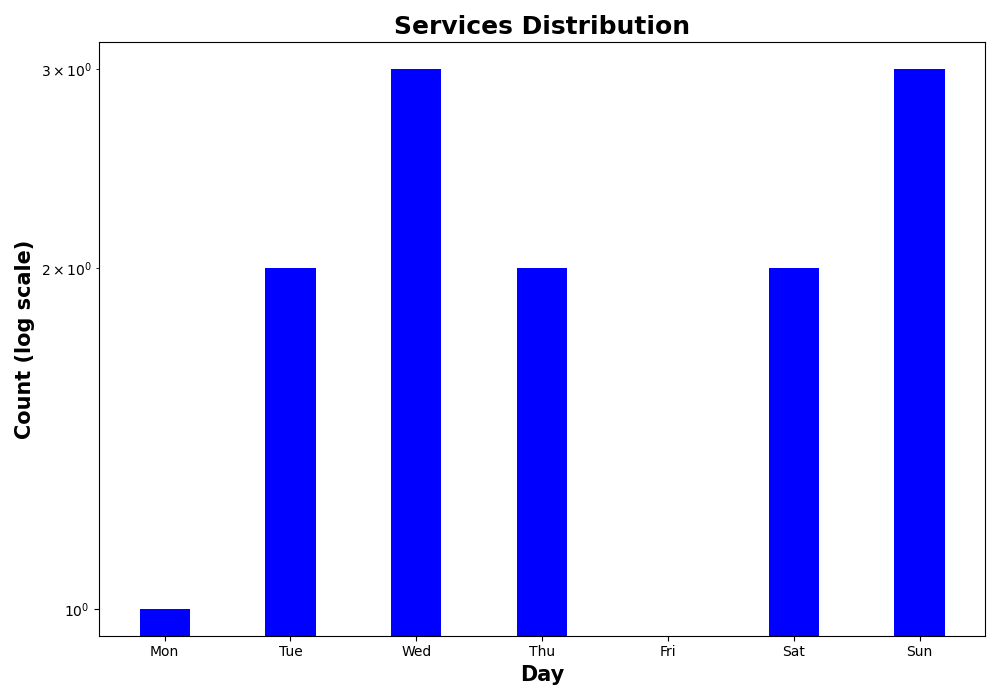 Services Distribution
3 × 10⁰
2 × 10⁰
10⁰
Count (log scale)
Mon Tue Wed Thu Fri Sat Sun
Day